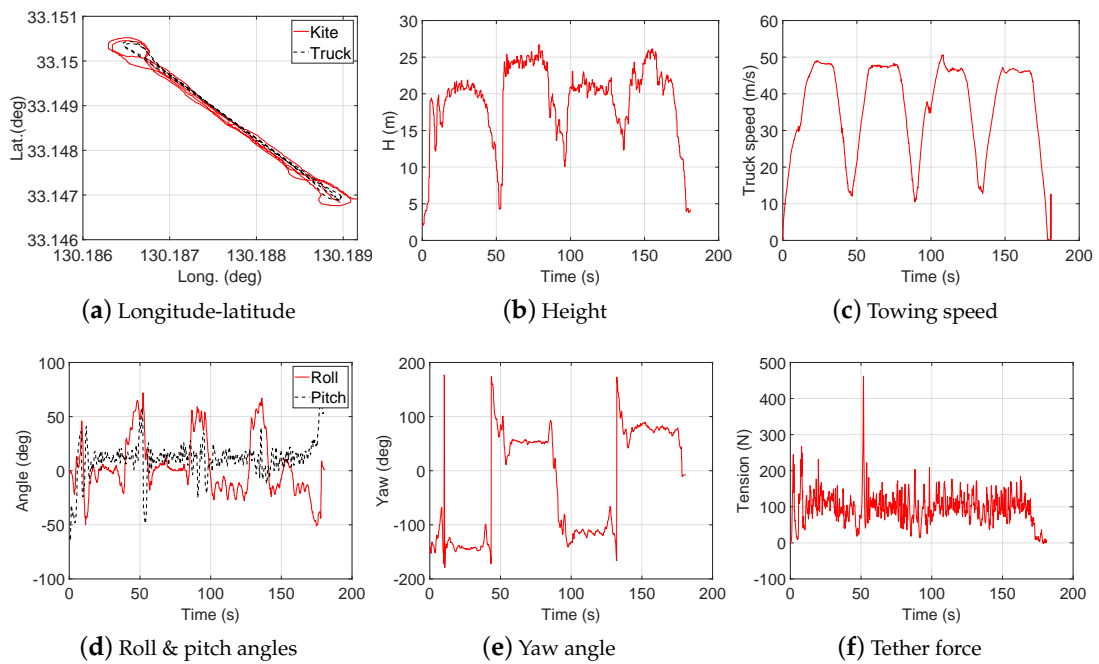 33.151
33.15
33.149
33.148
33.147
33.146
Lat.(deg)
Kite
Truck
130.186 130.187 130.188 130.189
Long. (deg)
(a) Longitude-latitude
30
25
20
15
10
5
0
H (m)
0 50 100 150 200
Time (s)
(b) Height
60
50
40
30
20
10
0
Truck speed (m/s)
0 50 100 150 200
Time (s)
(c) Towing speed
100
50
0
-50
-100
Angle (deg)
Roll
Pitch
0 50 100 150 200
Time (s)
(d) Roll & pitch angles
200
100
0
-100
-200
Yaw (deg)
0 50 100 150 200
Time (s)
(e) Yaw angle
500
400
300
200
100
0
-100
Tension (N)
0 50 100 150 200
Time (s)
(f) Tether force